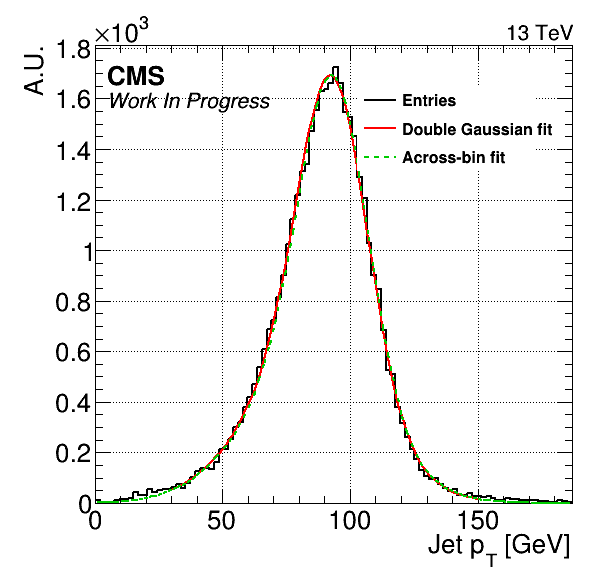 ×10³
13 TeV
A.U.
1.8
CMS
Work In Progress
1.6
Entries
Double Gaussian fit
Across-bin fit
1.4
1.2
1
0.8
0.6
0.4
0.2
0
0 50 100 150
Jet p_T [GeV]